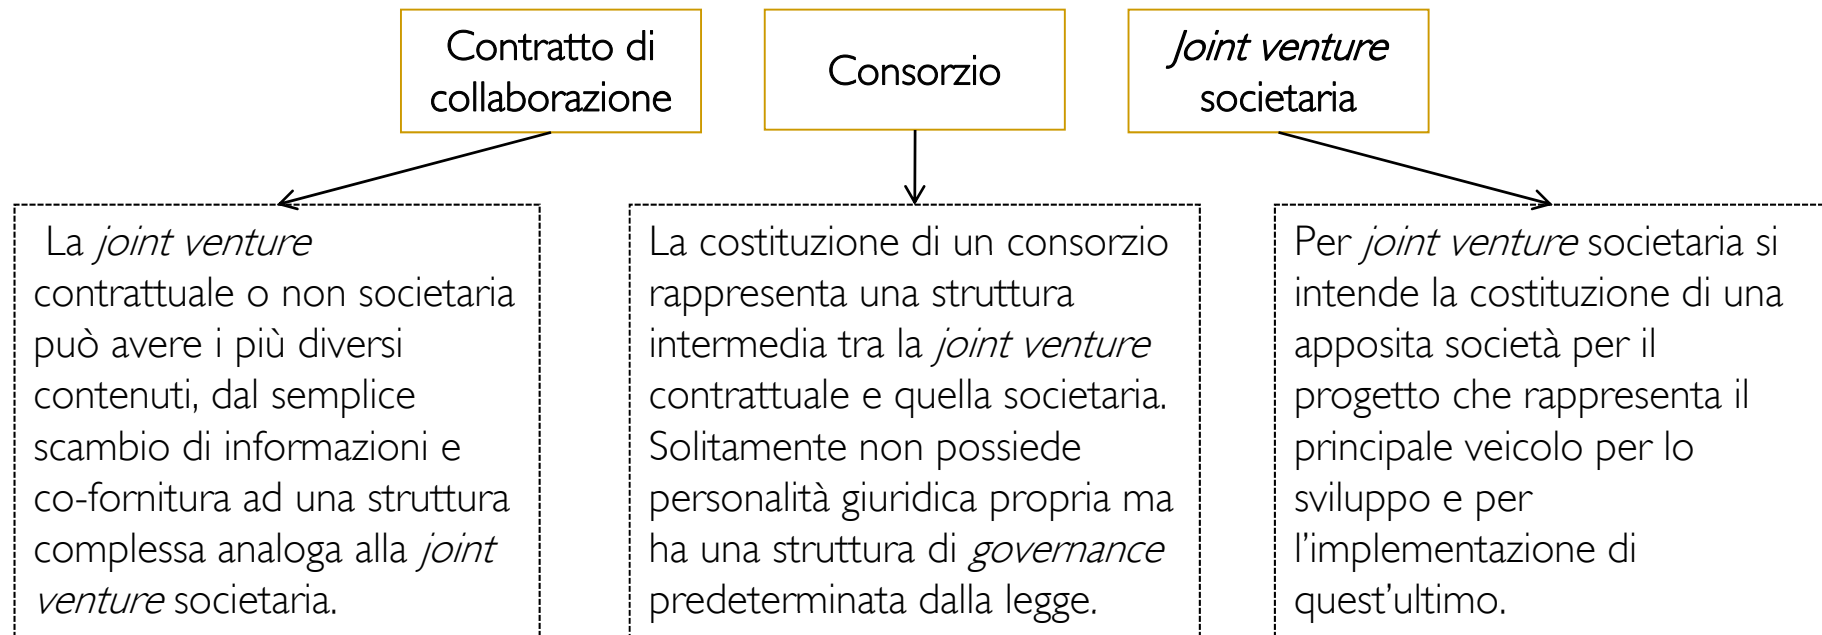 Contratto di
collaborazione
Consorzio
Joint venture
societaria
La joint venture
contrattuale o non societaria
può avere i più diversi
contenuti, dal semplice
scambio di informazioni e
co-fornitura ad una struttura
complessa analoga alla joint
venture societaria.
La costituzione di un consorzio
rappresenta una struttura
intermedia tra la joint venture
contrattuale e quella societaria.
Solitamente non possiede
personalità giuridica propria ma
ha una struttura di governance
predeterminata dalla legge.
Per joint venture societaria si
intende la costituzione di una
apposita società per il
progetto che rappresenta il
principale veicolo per lo
sviluppo e per
l’implementazione di
quest’ultimo.